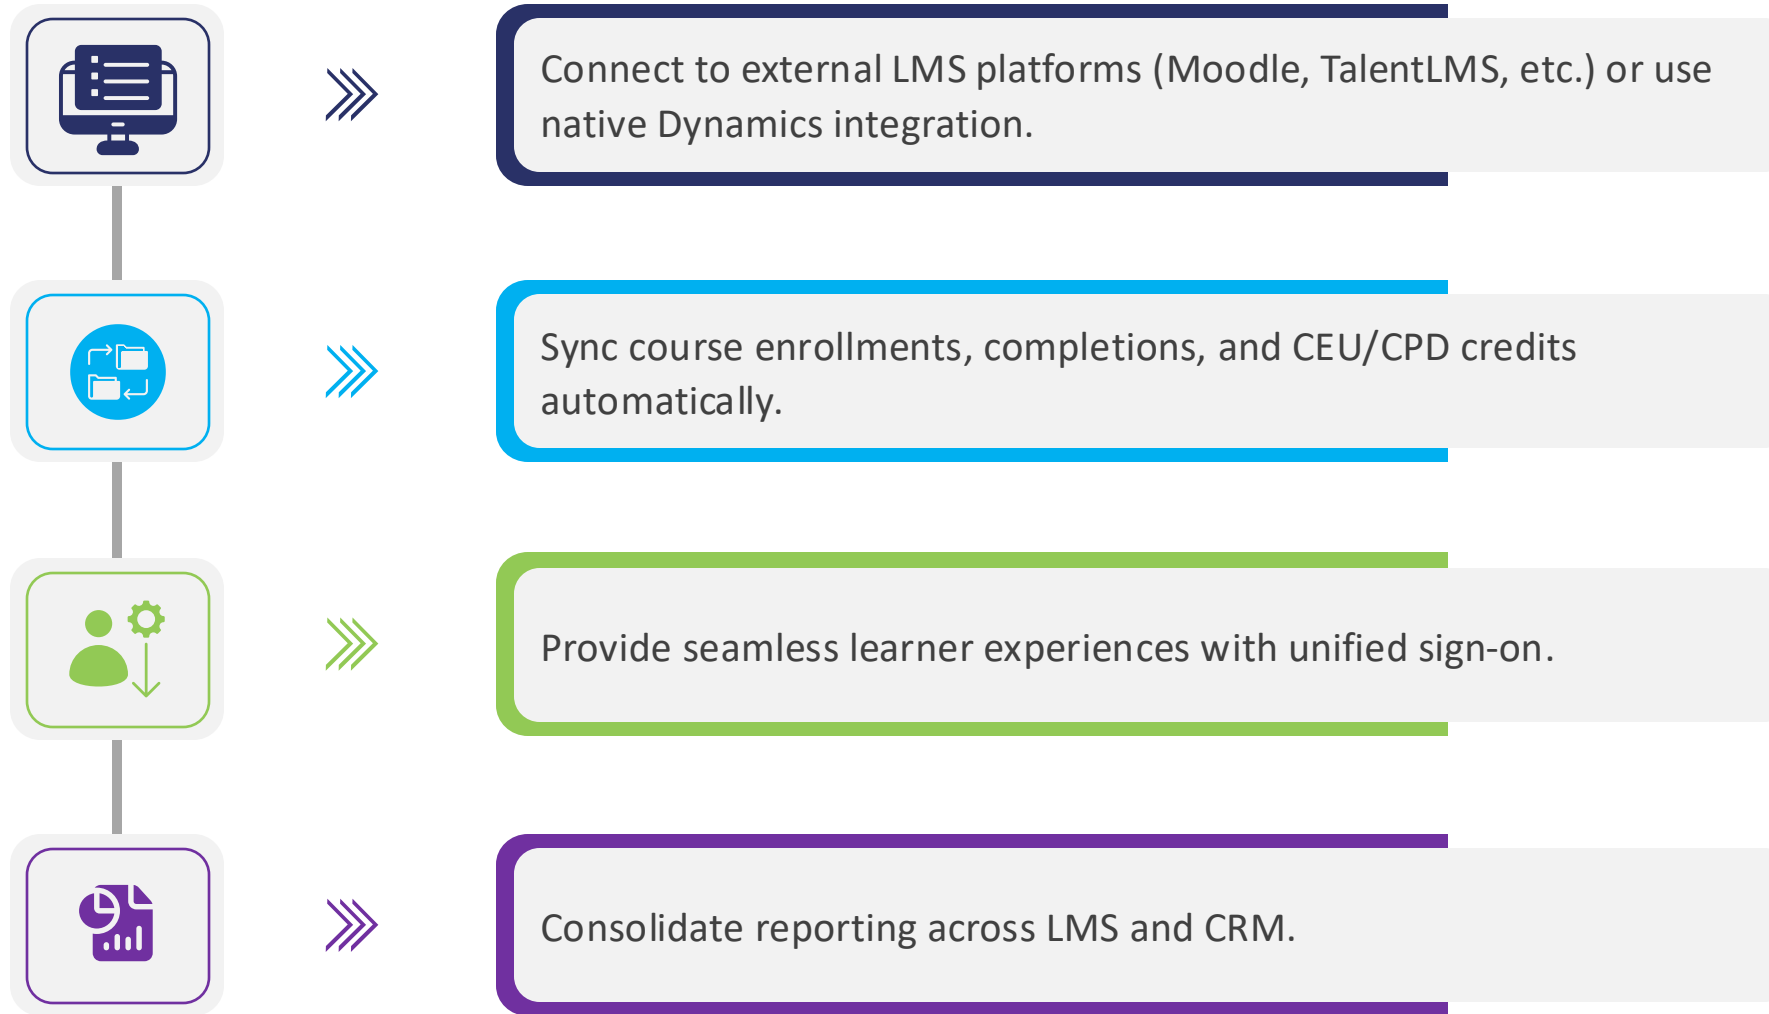 Connect to external LMS platforms (Moodle, TalentLMS, etc.) or use
native Dynamics integration.
Sync course enrollments, completions, and CEU/CPD credits
automatically.
Provide seamless learner experiences with unified sign-on.
Consolidate reporting across LMS and CRM.